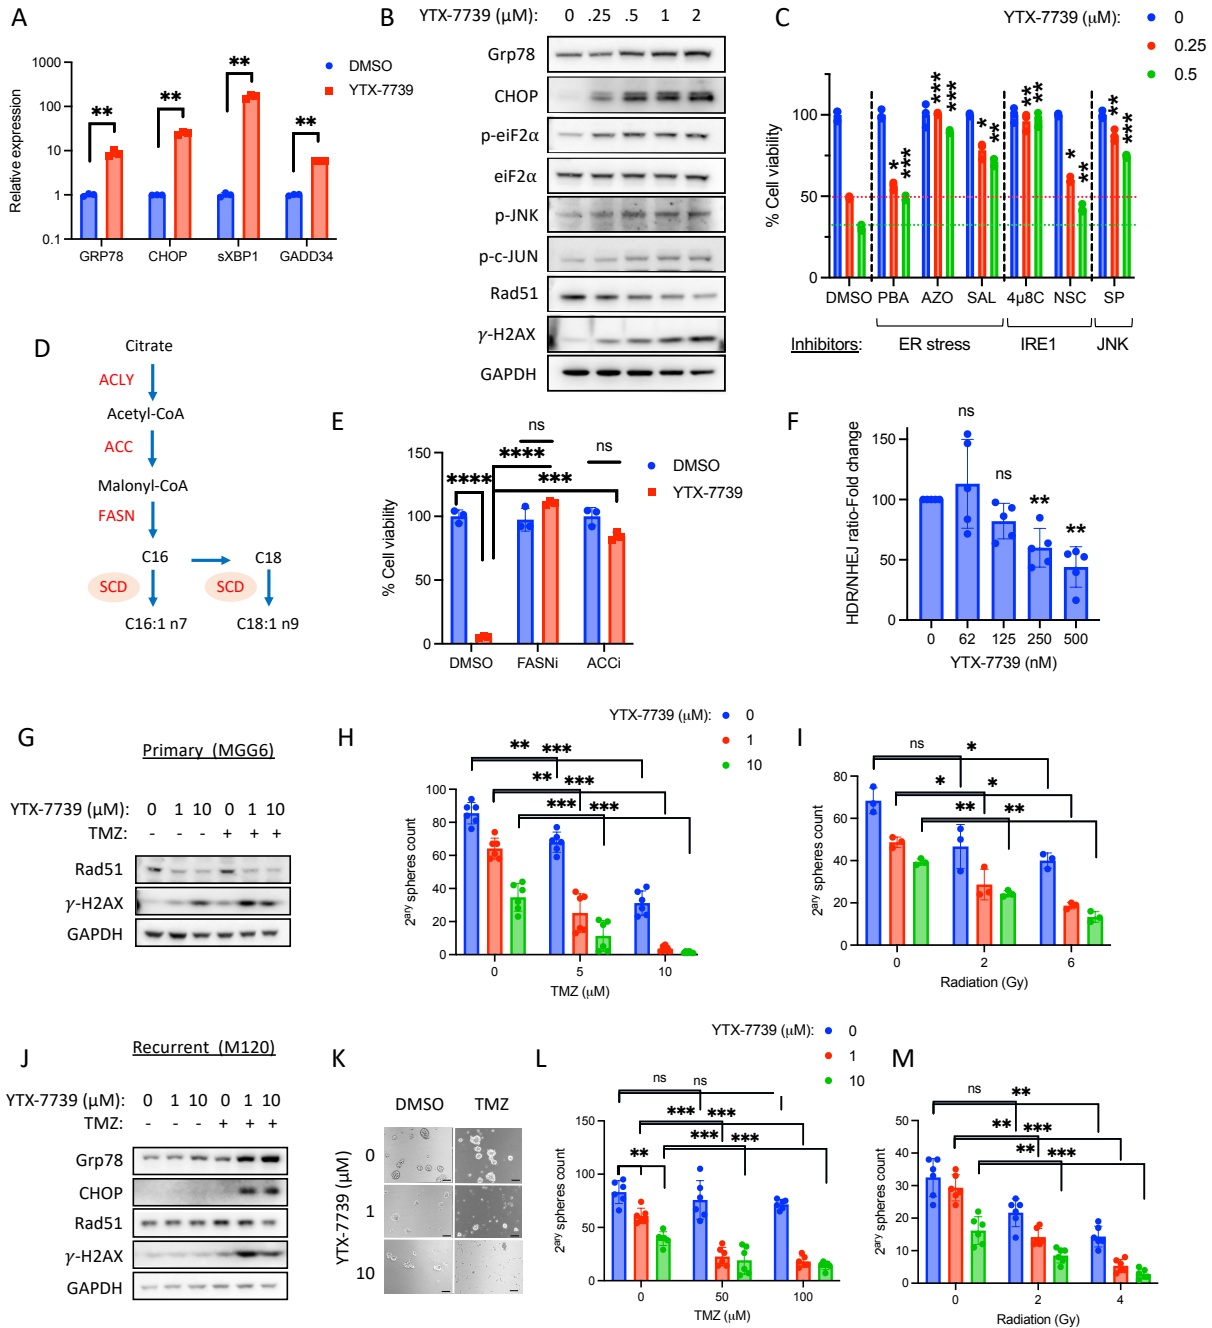 A
Relative expression
1000
100
10
1
0.1
**
**
**
**
DMSO
YTX-7739
GRP78
CHOP
sXBP1
GADD34
B
YTX-7739 (μM): 0 .25 .5 1 2
Grp78
CHOP
p-eiF2α
eiF2α
p-JNK
p-c-JUN
Rad51
γ-H2AX
GAPDH
C
YTX-7739 (μM):
0
0.25
0.5
% Cell viability
100
50
0
* ***
*** ***
* **
** **
* **
** ***
DMSO PBA AZO SAL 4μ8C NSC SP
Inhibitors: ER stress IRE1 JNK
D
Citrate
ACLY
Acetyl-CoA
ACC
Malonyl-CoA
FASN
C16 C18
SCD SCD
C16:1 n7 C18:1 n9
E
% Cell viability
150
100
50
0
ns
****
ns
****
***
DMSO
YTX-7739
DMSO FASNi ACCi
F
HDR/NHEJ ratio-Fold change
150
100
50
0
ns
ns
**
**
0 62 125 250 500
YTX-7739 (nM)
G
Primary (MGG6)
YTX-7739 (μM): 0 1 10 0 1 10
TMZ: - - - + + +
Rad51
γ-H2AX
GAPDH
H
YTX-7739 (μM):
0
1
10
2ary spheres count
100
80
60
40
20
0
** ***
** ***
*** ***
0 5 10
TMZ (μM)
I
2ary spheres count
80
60
40
20
0
ns *
* *
** **
0 2 6
Radiation (Gy)
J
Recurrent (M120)
YTX-7739 (μM): 0 1 10 0 1 10
TMZ: - - - + + +
Grp78
CHOP
Rad51
γ-H2AX
GAPDH
K
DMSO TMZ
YTX-7739 (μM)
0
1
10
L
YTX-7739 (μM):
0
1
10
2ary spheres count
150
100
50
0
ns ns
*** ***
*** ***
**
0 50 100
TMZ (μM)
M
2ary spheres count
50
40
30
20
10
0
ns **
** ***
** ***
0 2 4
Radiation (Gy)